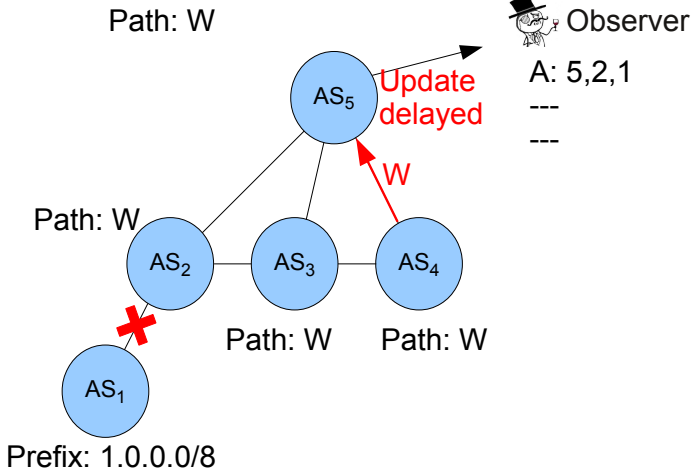 Path: W
Observer
A: 5,2,1
---
---
AS5
Update
delayed
W
Path: W
AS2
AS3
AS4
Path: W
Path: W
AS1
Prefix: 1.0.0.0/8